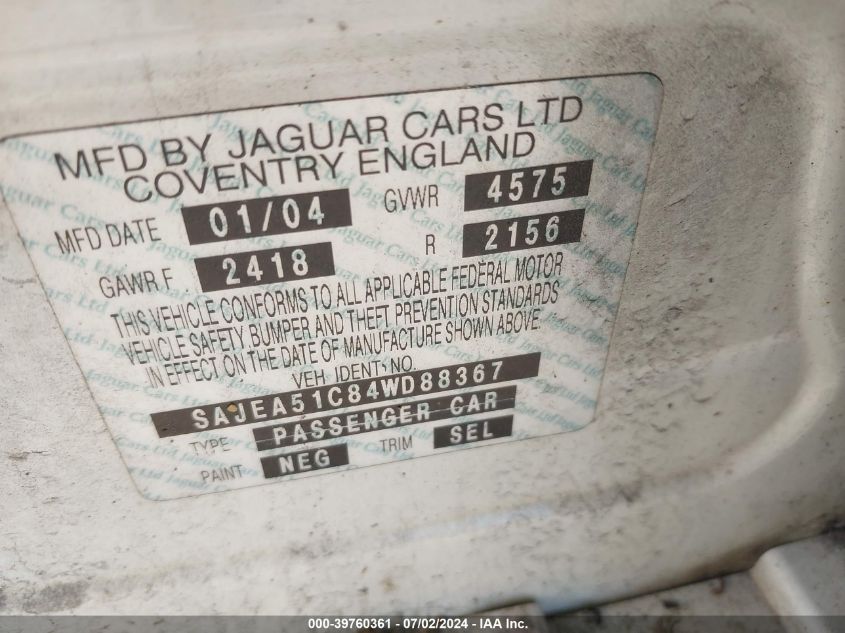 MFD BY JAGUAR CARS LTD
COVENTRY ENGLAND
MFD DATE 01/04 GVWR 4575
GAWR F 2418 R 2156
THIS VEHICLE CONFORMS TO ALL APPLICABLE FEDERAL MOTOR
VEHICLE SAFETY BUMPER AND THEFT PREVENTION STANDARDS
IN EFFECT ON THE DATE OF MANUFACTURE SHOWN ABOVE.
VEH. IDENT. NO.
SAJEA51C84WD88367
TYPE PASSENGER CAR
PAINT NEG TRIM SEL
000-39760361 - 07/02/2024 - IAA Inc.